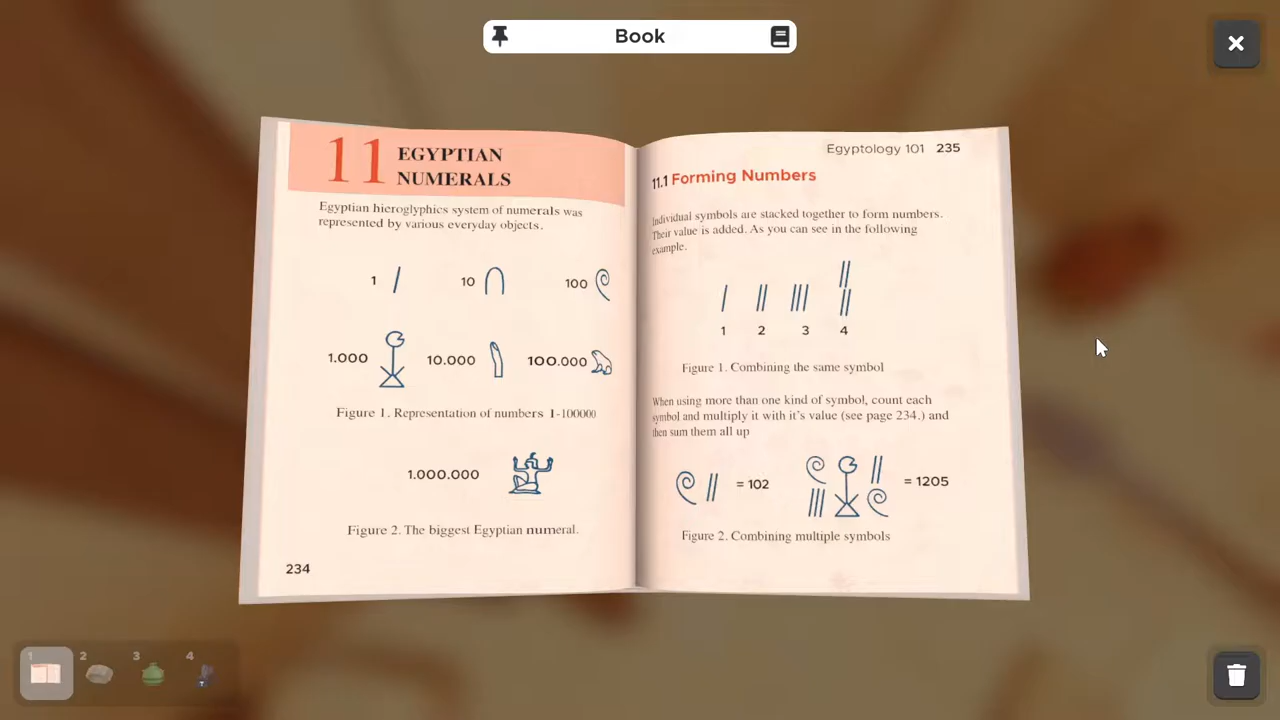 Book
11 EGYPTIAN
NUMERALS
Egyptian hieroglyphics system of numerals was
represented by various everyday objects.
1
10
100
1.000
10.000
100.000
Figure 1. Representation of numbers 1-100000
1.000.000
Figure 2. The biggest Egyptian numeral.
234
Egyptology 101 235
11.1 Forming Numbers
Individual symbols are stacked together to form numbers.
Their value is added. As you can see in the following
example.
1 2 3 4
Figure 1. Combining the same symbol
When using more than one kind of symbol, count each
symbol and multiply it with it's value (see page 234.) and
then sum them all up
= 102
= 1205
Figure 2. Combining multiple symbols
1 2 3 4